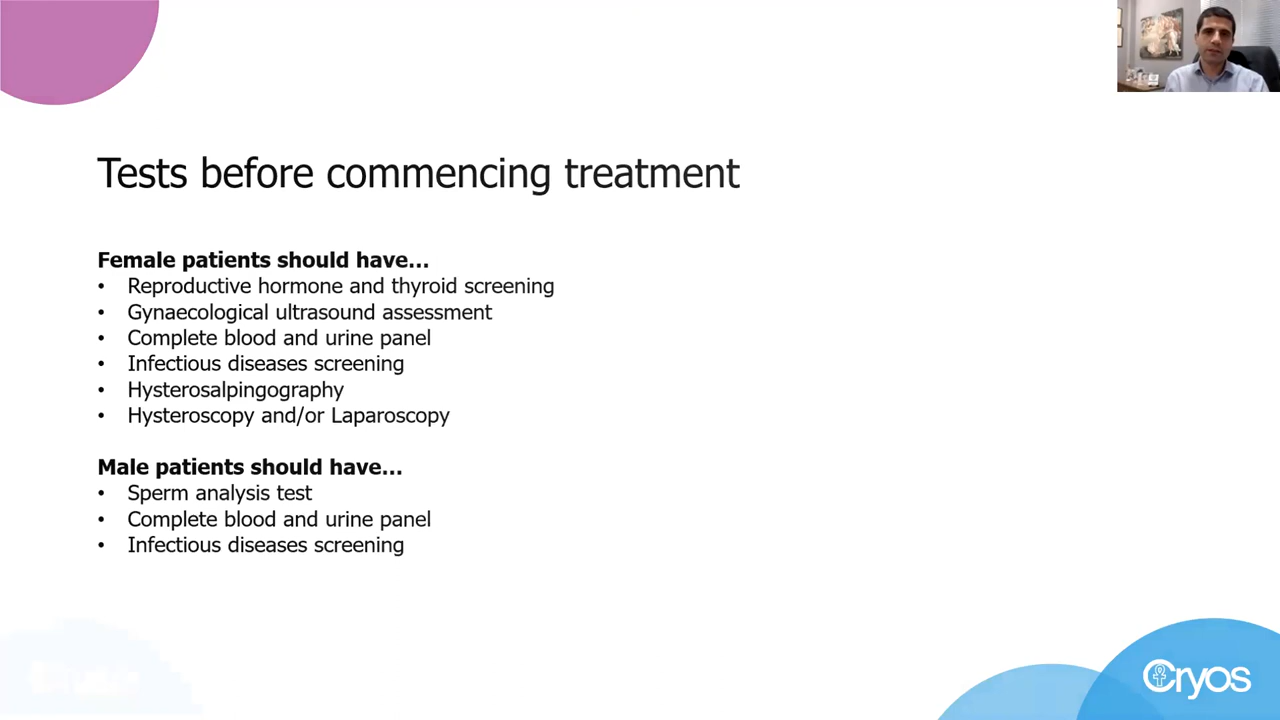 Tests before commencing treatment
Female patients should have...
• Reproductive hormone and thyroid screening
• Gynaecological ultrasound assessment
• Complete blood and urine panel
• Infectious diseases screening
• Hysterosalpingography
• Hysteroscopy and/or Laparoscopy
Male patients should have...
• Sperm analysis test
• Complete blood and urine panel
• Infectious diseases screening
Cryos